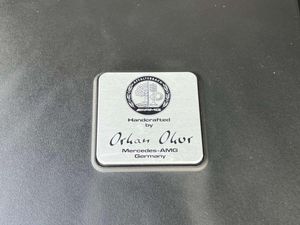 Handcrafted
by
Orhan Okur
Mercedes-AMG
Germany